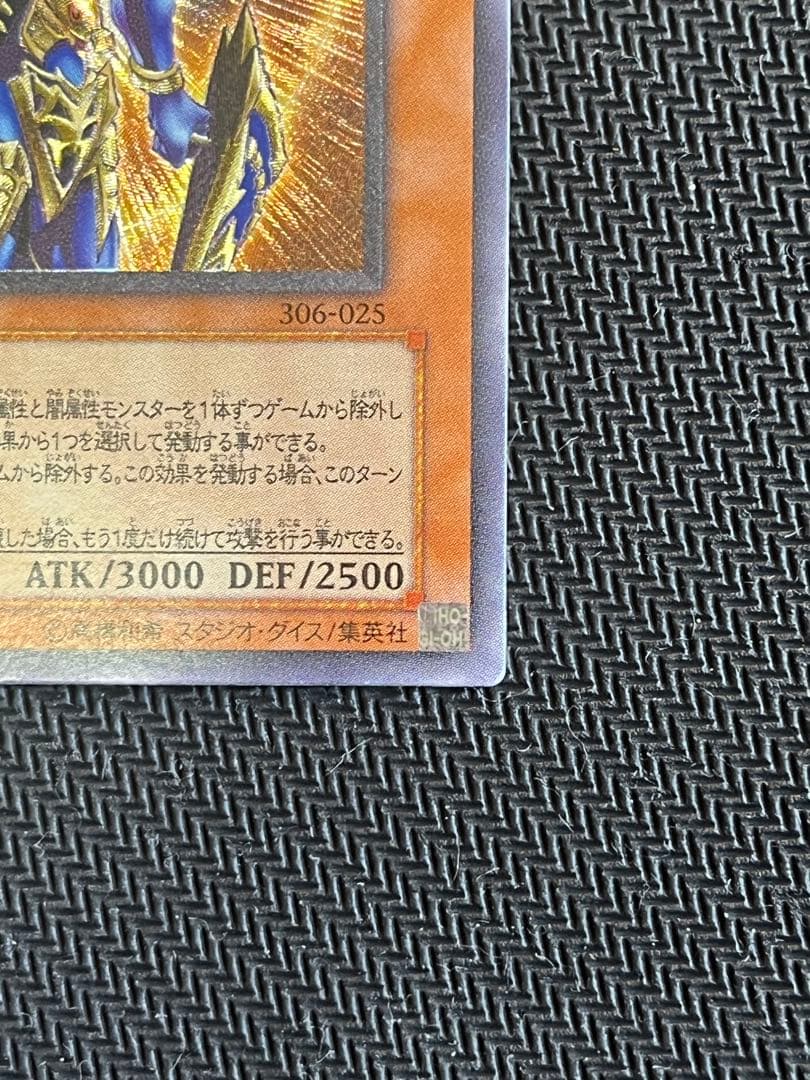 306-025
属性と闇属性モンスターを1体ずつゲームから除外し
果から1つを選択して発動する事ができる。
ムから除外する。この効果を発動する場合、このターン
した場合、もう1度だけ続けて攻撃を行う事ができる。
ATK/3000 DEF/2500
スタジオ・ダイス/集英社